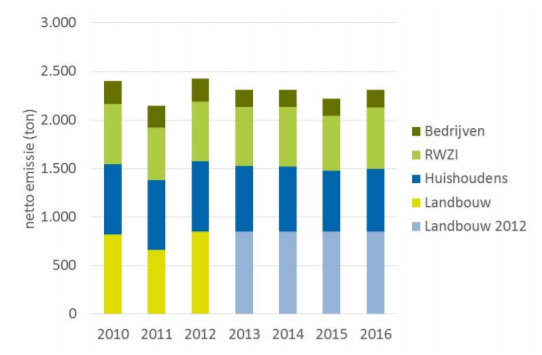 3.000
2.500
2.000
1.500
1.000
500
0
netto emissie (ton)
2010 2011 2012 2013 2014 2015 2016
Bedrijven
RWZI
Huishoudens
Landbouw
Landbouw 2012